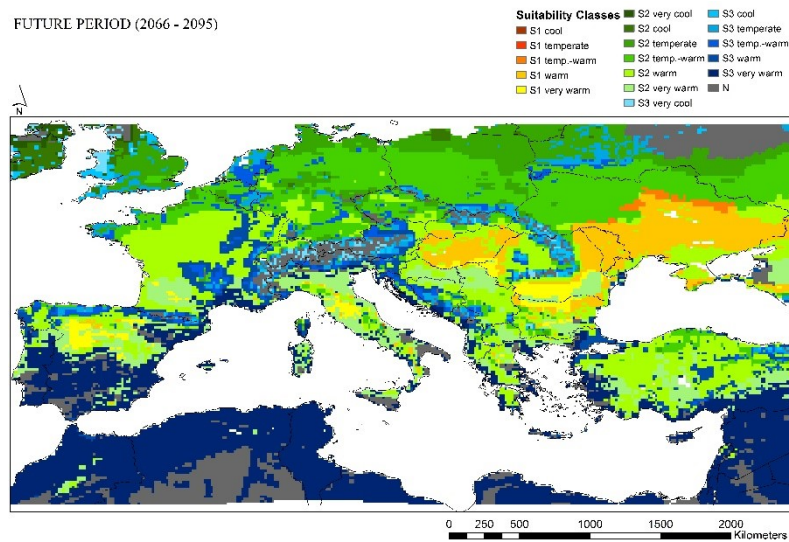 FUTURE PERIOD (2066 - 2095)
Suitability Classes
S1 cool
S1 temperate
S1 temp.-warm
S1 warm
S1 very warm
S2 very cool
S2 cool
S2 temperate
S2 temp.-warm
S2 warm
S2 very warm
S3 very cool
S3 cool
S3 temperate
S3 temp.-warm
S3 warm
S3 very warm
N
N
0 250 500 1000 1500 2000
Kilometers